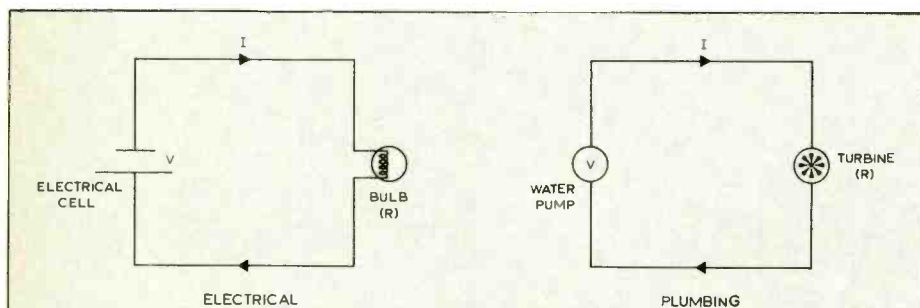 I
V
ELECTRICAL
CELL
BULB
(R)
ELECTRICAL
I
V
WATER
PUMP
TURBINE
(R)
PLUMBING